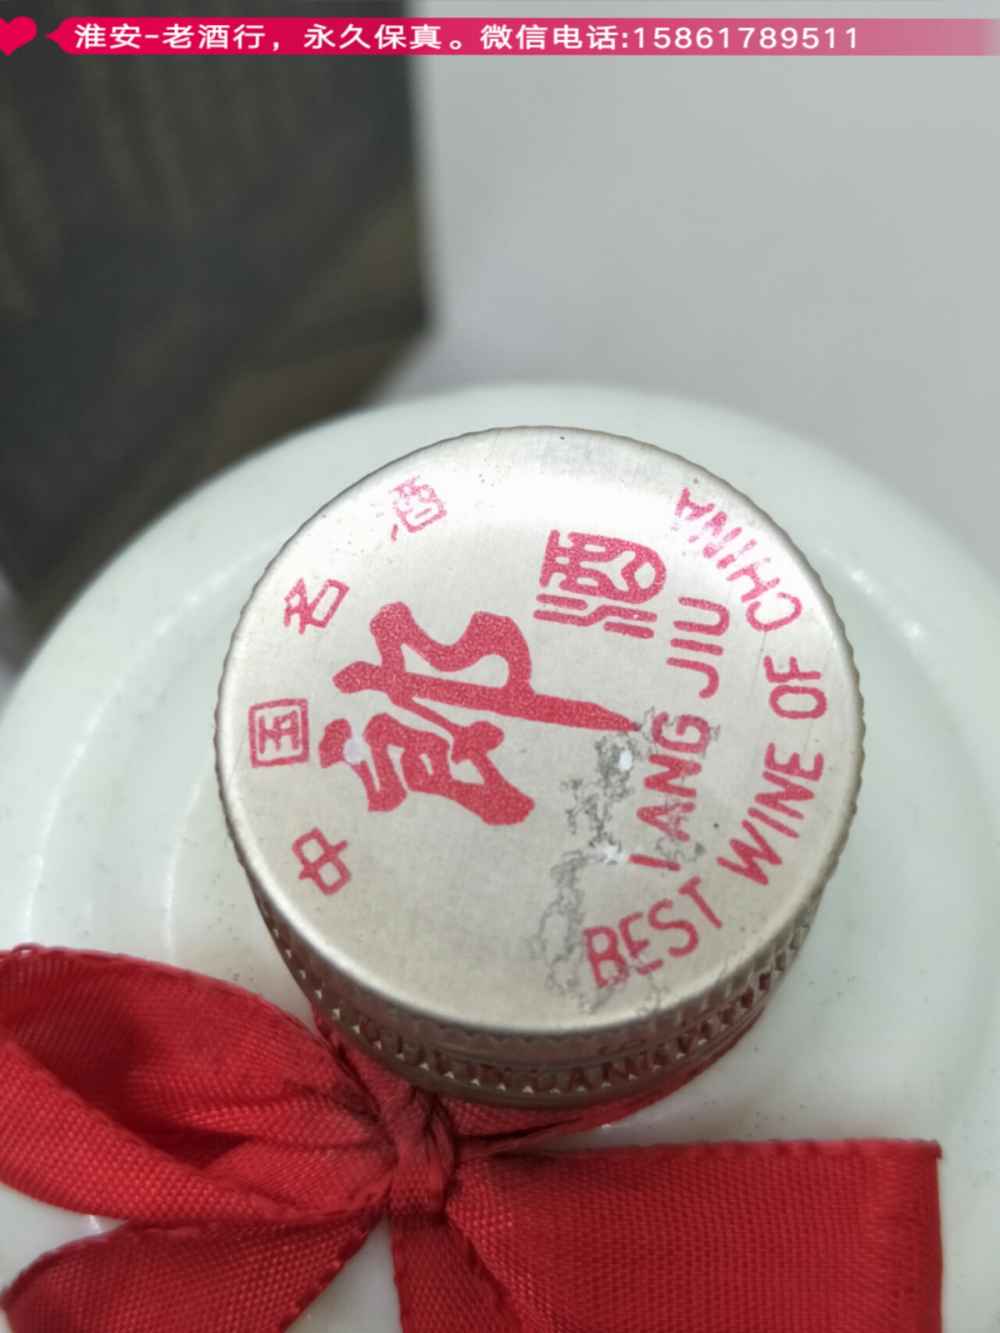 淮安-老酒行，永久保真。微信电话:15861789511
中国名酒
郎酒
LANG JIU
BEST WINE OF CHINA